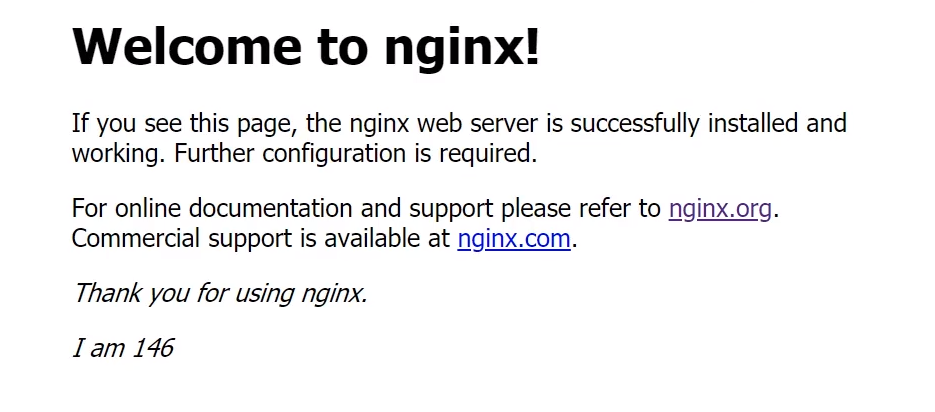 Welcome to nginx!
If you see this page, the nginx web server is successfully installed and
working. Further configuration is required.
For online documentation and support please refer to nginx.org.
Commercial support is available at nginx.com.
Thank you for using nginx.
I am 146